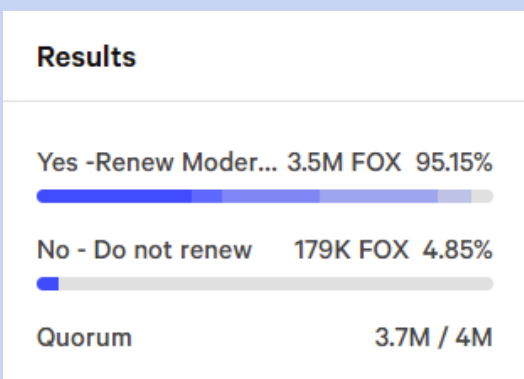 Results
Yes -Renew Moder... 3.5M FOX 95.15%
No - Do not renew 179K FOX 4.85%
Quorum 3.7M / 4M